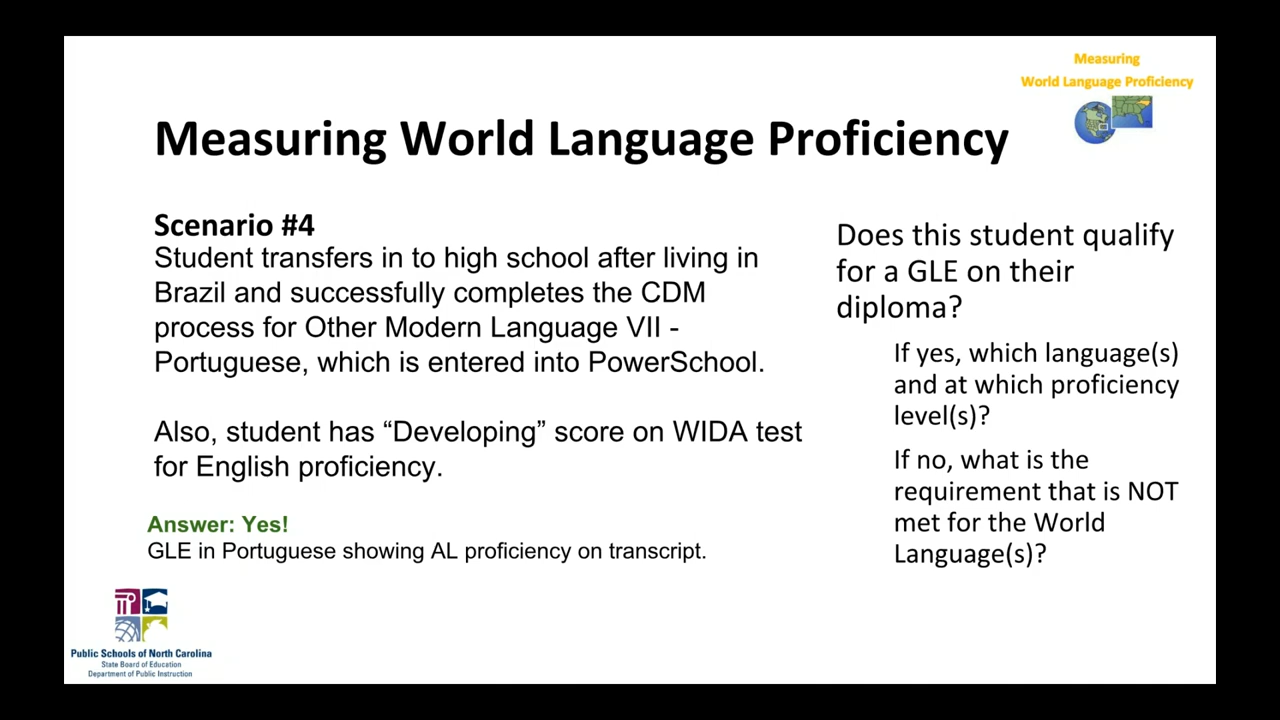 Measuring
World Language Proficiency
Measuring World Language Proficiency
Scenario #4
Student transfers in to high school after living in
Brazil and successfully completes the CDM
process for Other Modern Language VII -
Portuguese, which is entered into PowerSchool.
Also, student has “Developing” score on WIDA test
for English proficiency.
Answer: Yes!
GLE in Portuguese showing AL proficiency on transcript.
Does this student qualify
for a GLE on their
diploma?
If yes, which language(s)
and at which proficiency
level(s)?
If no, what is the
requirement that is NOT
met for the World
Language(s)?
Public Schools of North Carolina
State Board of Education
Department of Public Instruction